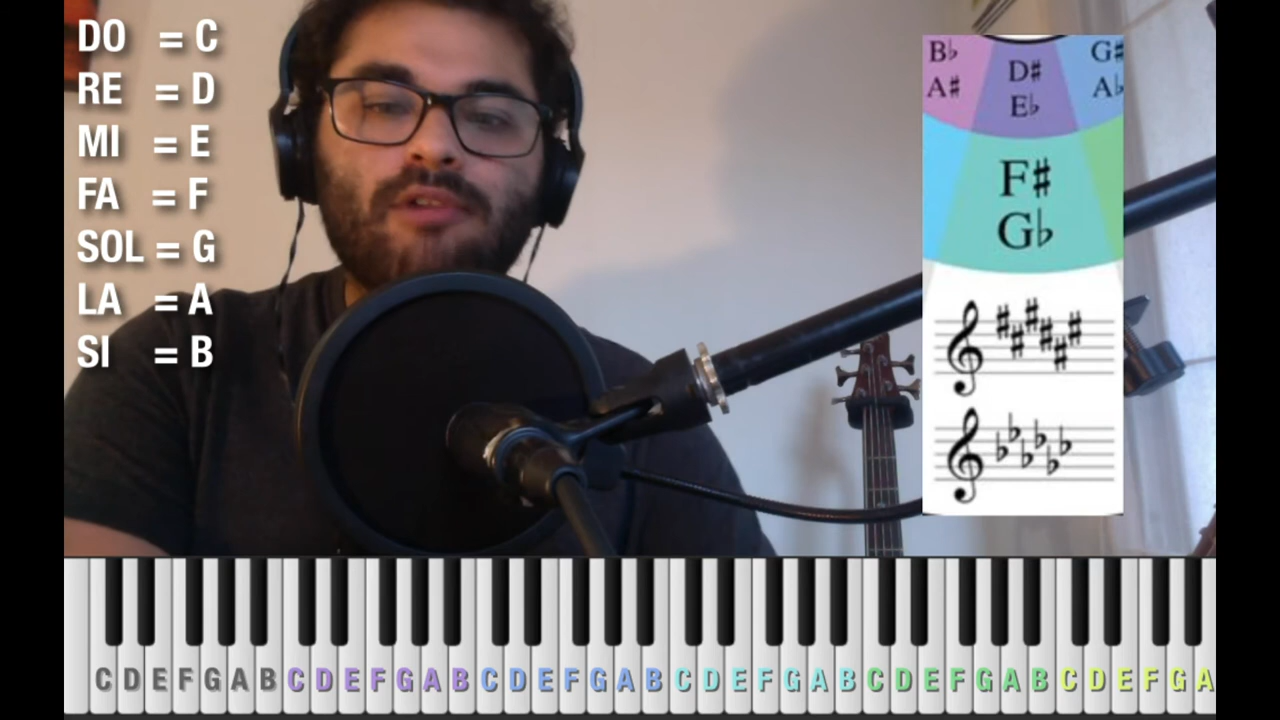 DO = C
RE = D
MI = E
FA = F
SOL = G
LA = A
SI = B
B♭ D♯ G♯
A♯ E♭ A♭
F♯
G♭
C D E F G A B C D E F G A B C D E F G A B C D E F G A B C D E F G A B C D E F G A